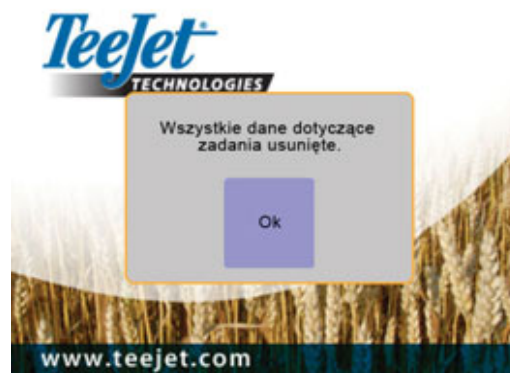 TeeJet
TECHNOLOGIES
Wszystkie dane dotyczące
zadania usunięte.
Ok
www.teejet.com